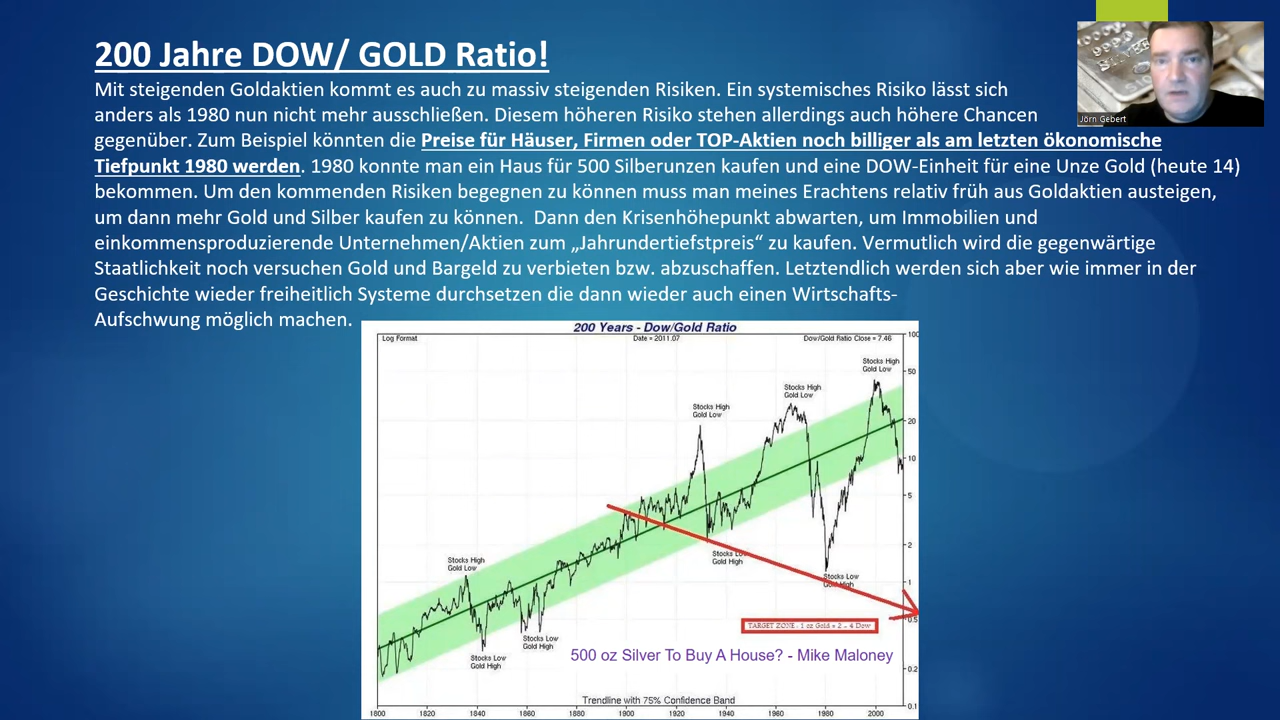 200 Jahre DOW/ GOLD Ratio!
Mit steigenden Goldaktien kommt es auch zu massiv steigenden Risiken. Ein systemisches Risiko lässt sich
anders als 1980 nun nicht mehr ausschließen. Diesem höheren Risiko stehen allerdings auch höhere Chancen
gegenüber. Zum Beispiel könnten die Preise für Häuser, Firmen oder TOP-Aktien noch billiger als am letzten ökonomische
Tiefpunkt 1980 werden. 1980 konnte man ein Haus für 500 Silberunzen kaufen und eine DOW-Einheit für eine Unze Gold (heute 14)
bekommen. Um den kommenden Risiken begegnen zu können muss man meines Erachtens relativ früh aus Goldaktien austeigen,
um dann mehr Gold und Silber kaufen zu können. Dann den Krisenhöhepunkt abwarten, um Immobilien und
einkommensproduzierende Unternehmen/Aktien zum „Jahrundertiefstpreis“ zu kaufen. Vermutlich wird die gegenwärtige
Staatlichkeit noch versuchen Gold und Bargeld zu verbieten bzw. abzuschaffen. Letztendlich werden sich aber wie immer in der
Geschichte wieder freiheitlich Systeme durchsetzen die dann wieder auch einen Wirtschafts-
Aufschwung möglich machen.
SILVER
Jörn Gebert
200 Years - Dow/Gold Ratio
Log Format
Date = 2011.07
Dow/Gold Ratio Close = 7.46
100
Stocks High
Gold Low
50
Stocks High
Gold Low
Stocks High
Gold Low
20
10
5
2
Stocks Low
Gold High
Stocks High
Gold Low
Stocks Low
Gold High
1
0.5
TARGET ZONE: 1 oz Gold = 2 - 4 Dow
Stocks Low
Gold High
Stocks Low
Gold High
500 oz Silver To Buy A House? - Mike Maloney
0.2
Trendline with 75% Confidence Band
0.1
1800 1820 1840 1860 1880 1900 1920 1940 1960 1980 2000